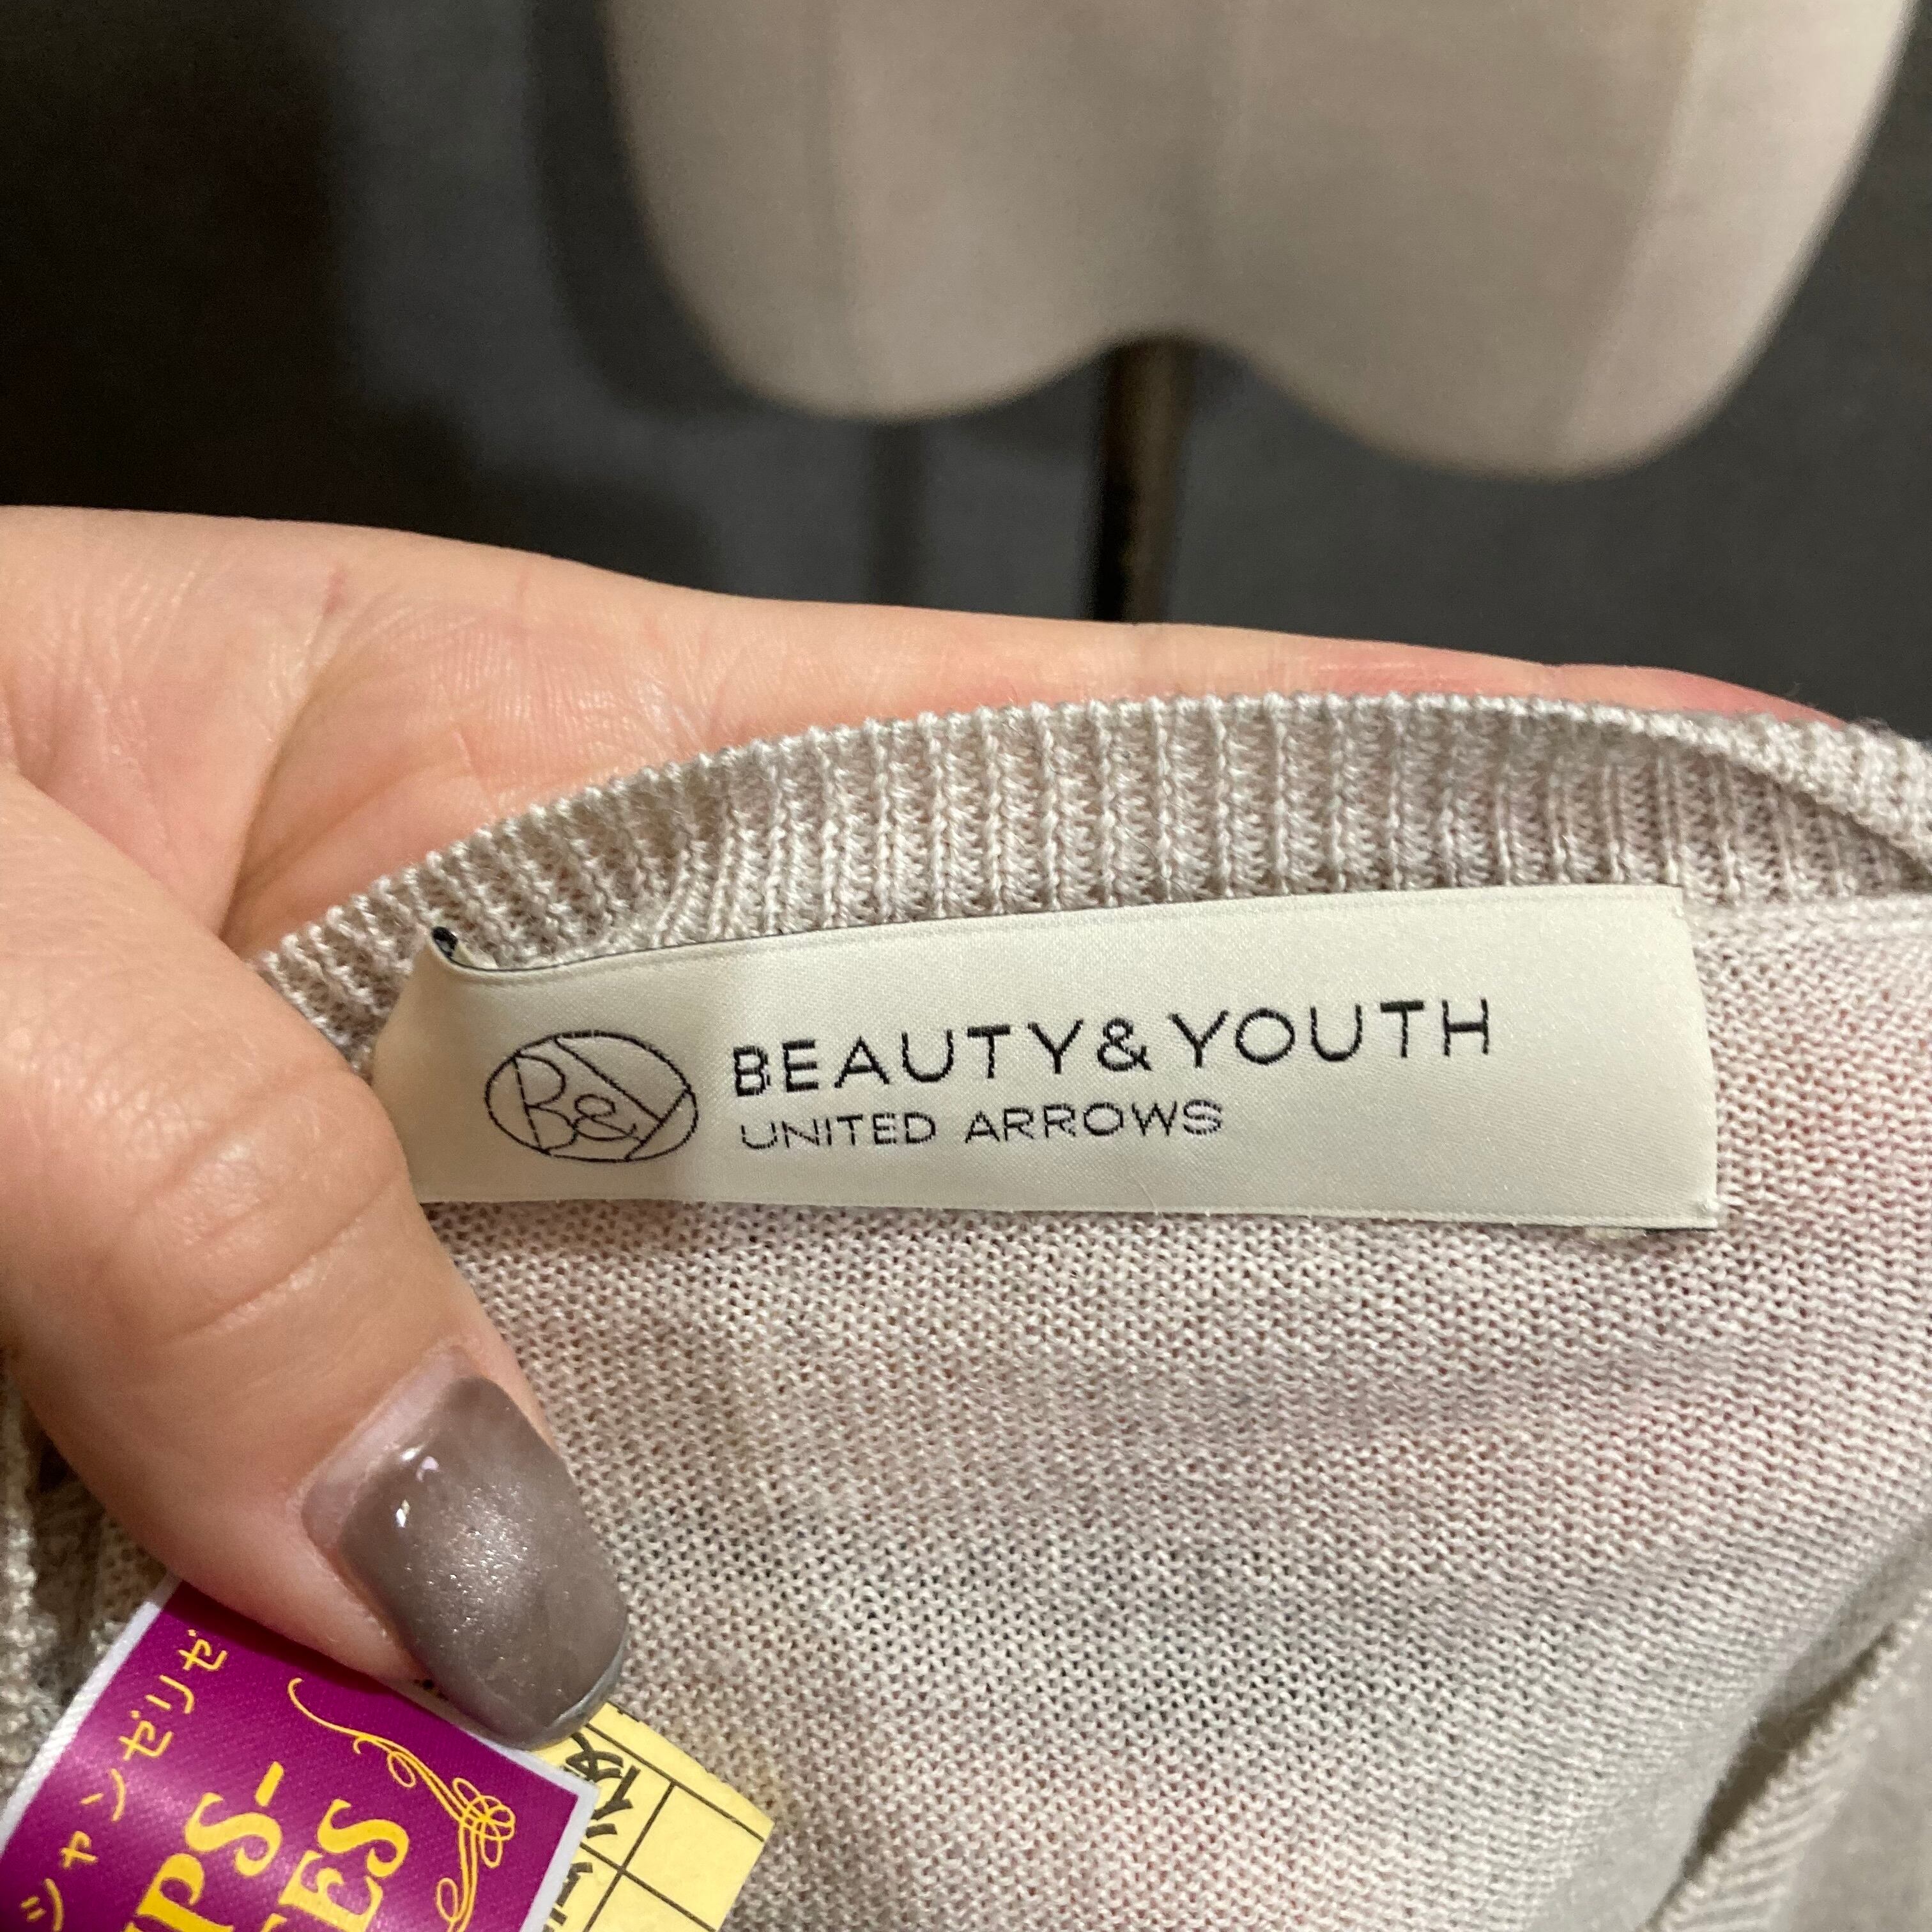 B&Y
BEAUTY & YOUTH
UNITED ARROWS
シャンゼリゼ